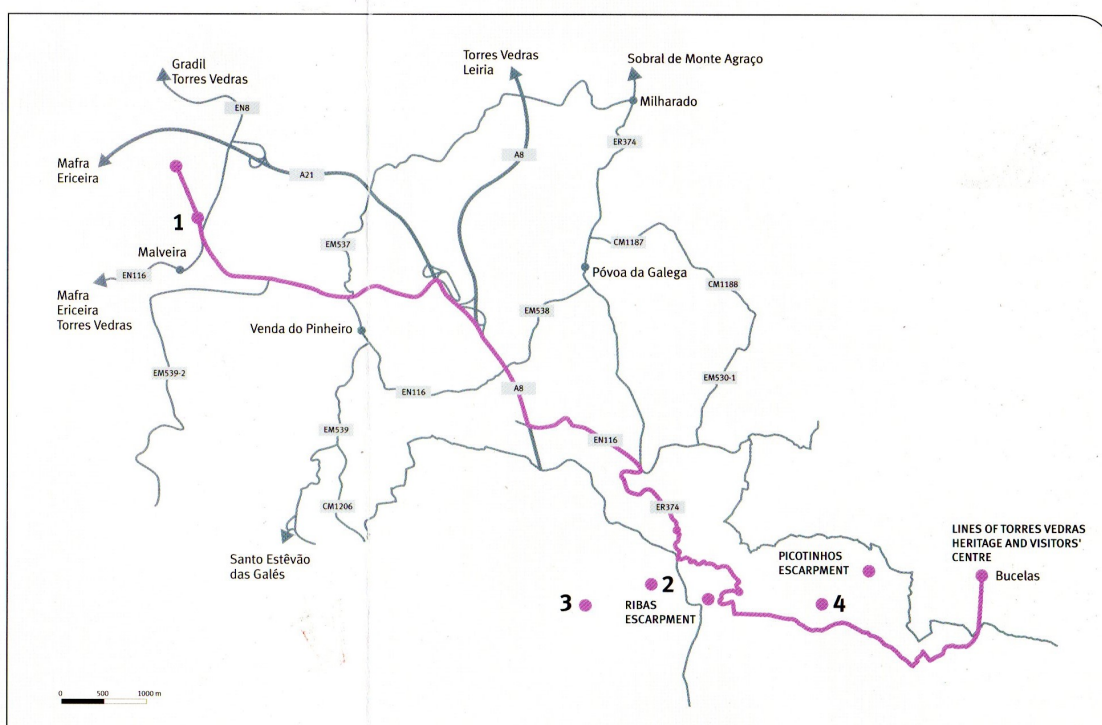 Gradil
Torres Vedras
Torres Vedras
Leiria
Sobral de Monte Agraço
Milharado
EN8
ER374
A8
Mafra
Ericeira
A21
1
EM537
CM1187
Malveira
Póvoa da Galega
EN116
CM1188
Mafra
Ericeira
Torres Vedras
EM538
Venda do Pinheiro
EM539-2
EM530-1
EN116
A8
EM539
EN116
CM1206
ER374
LINES OF TORRES VEDRAS
HERITAGE AND VISITORS'
CENTRE
Santo Estêvão
das Galés
PICOTINHOS
ESCARPMENT
Bucelas
2
3
RIBAS
ESCARPMENT
4
0 500 1000 m